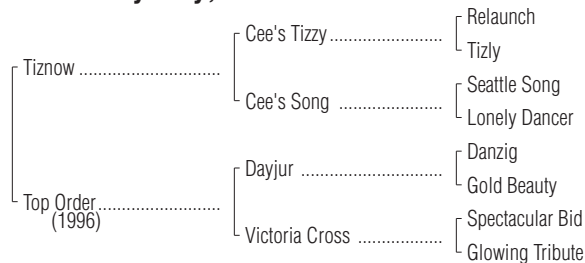 Relaunch
Cee's Tizzy
Tizly
Tiznow
Seattle Song
Cee's Song
Lonely Dancer
Danzig
Dayjur
Gold Beauty
Top Order
(1996)
Spectacular Bid
Victoria Cross
Glowing Tribute